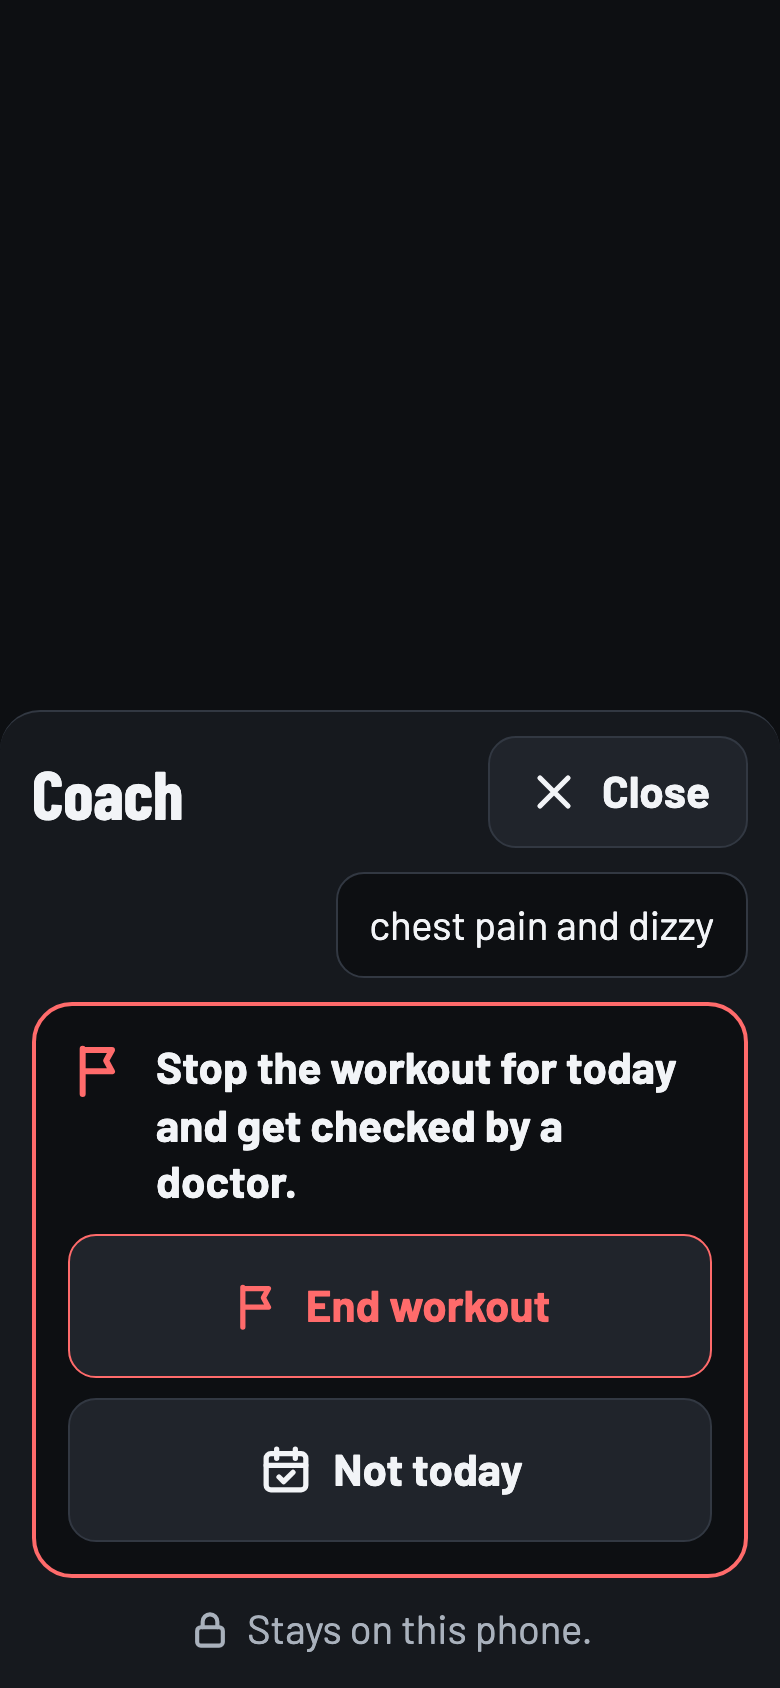 Coach
Close
chest pain and dizzy
Stop the workout for today
and get checked by a
doctor.
End workout
Not today
Stays on this phone.